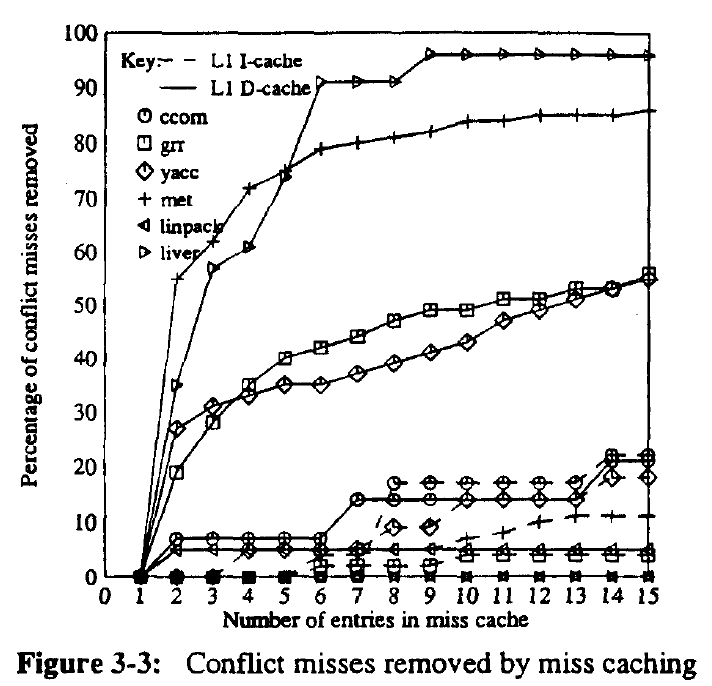 Percentage of conflict misses removed
100
90
80
70
60
50
40
30
20
10
0
Key: L1 I-cache
L1 D-cache
ccom
grr
yacc
met
linpack
liver
0 1 2 3 4 5 6 7 8 9 10 11 12 13 14 15
Number of entries in miss cache
Figure 3-3: Conflict misses removed by miss caching